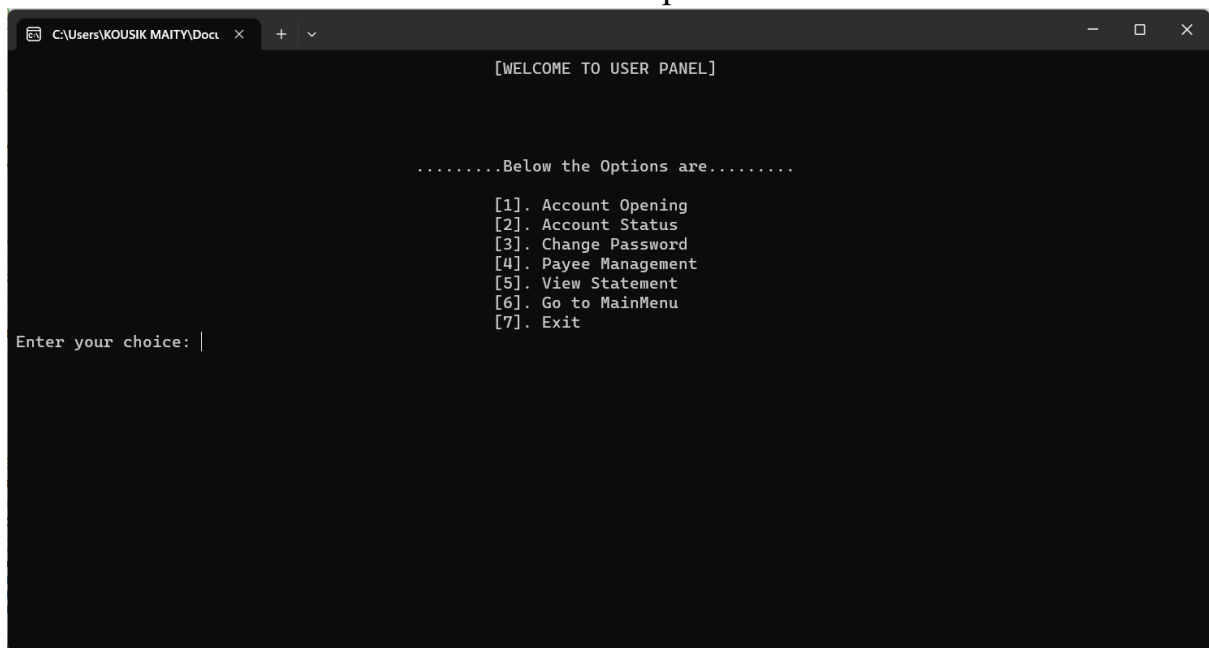 C:\Users\KOUSIK MAITY\Docu
[WELCOME TO USER PANEL]
.........Below the Options are.........
[1]. Account Opening
[2]. Account Status
[3]. Change Password
[4]. Payee Management
[5]. View Statement
[6]. Go to MainMenu
[7]. Exit
Enter your choice: